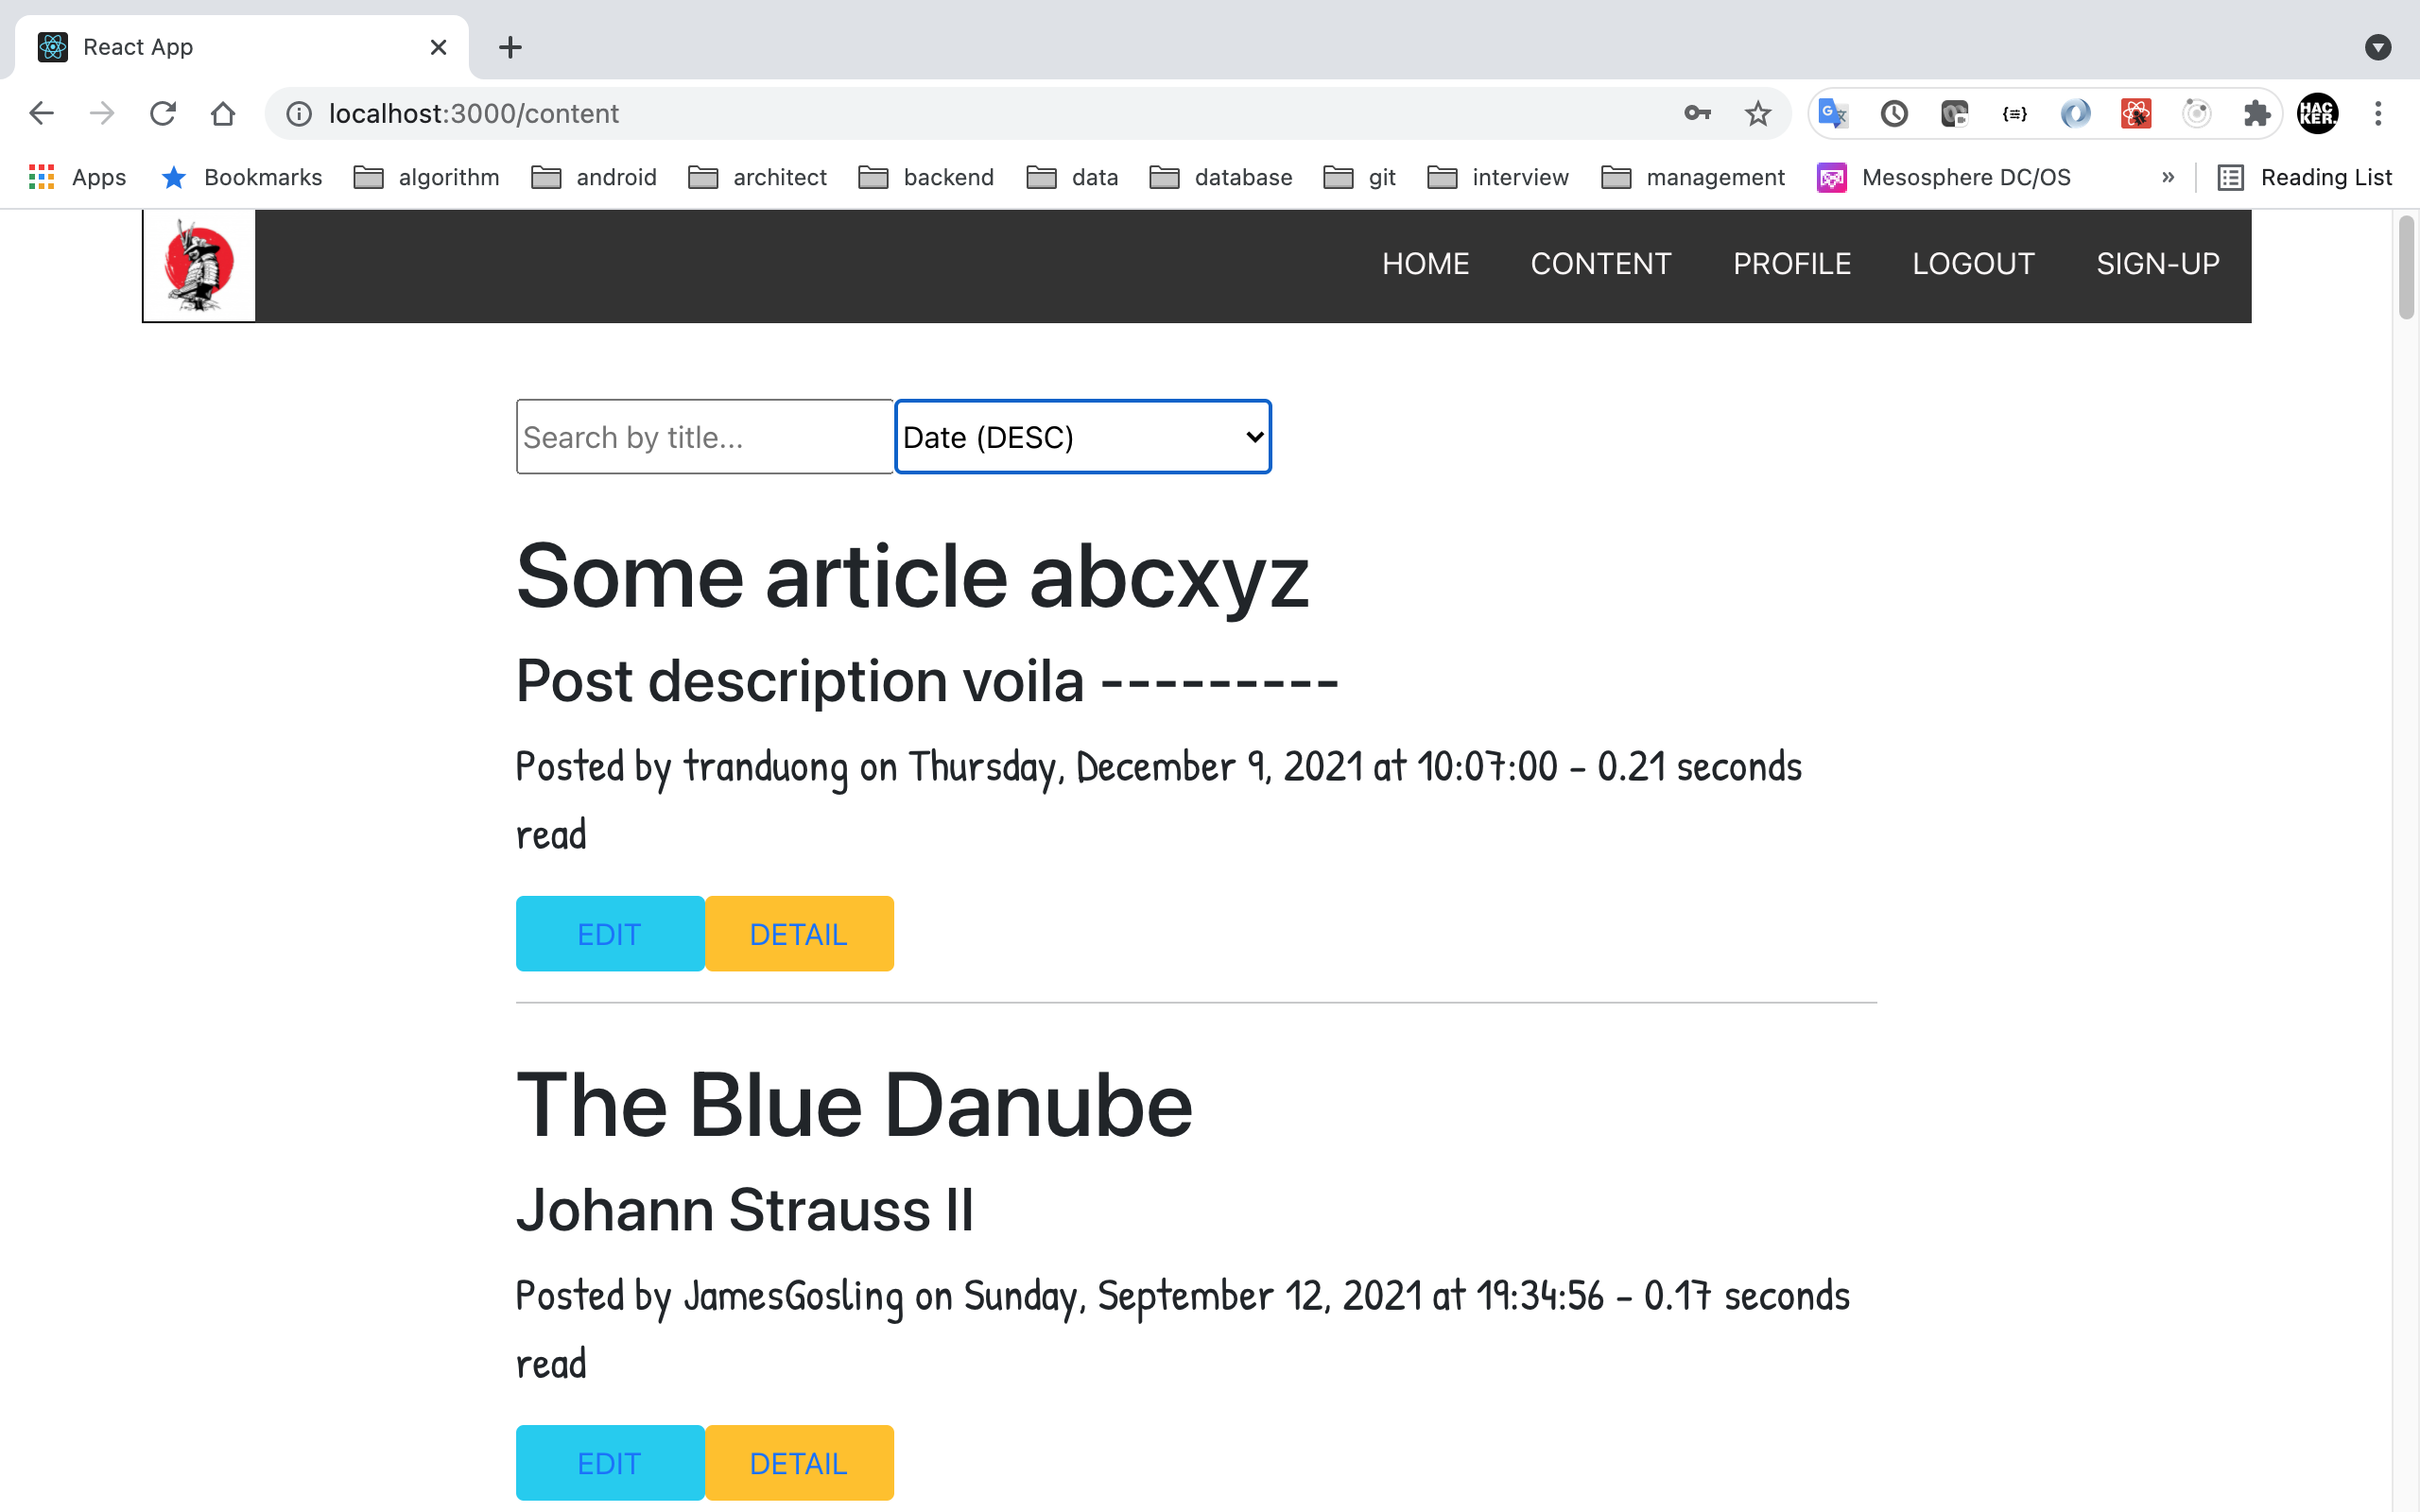 React App
localhost:3000/content
HAC
KER.
Apps Bookmarks algorithm android architect backend data database git interview management Mesosphere DC/OS » Reading List
HOME CONTENT PROFILE LOGOUT SIGN-UP
Search by title... Date (DESC)
Some article abcxyz
Post description voila ---------
Posted by tranduong on Thursday, December 9, 2021 at 10:07:00 - 0.21 seconds
read
EDIT DETAIL
The Blue Danube
Johann Strauss II
Posted by JamesGosling on Sunday, September 12, 2021 at 19:34:56 - 0.17 seconds
read
EDIT DETAIL